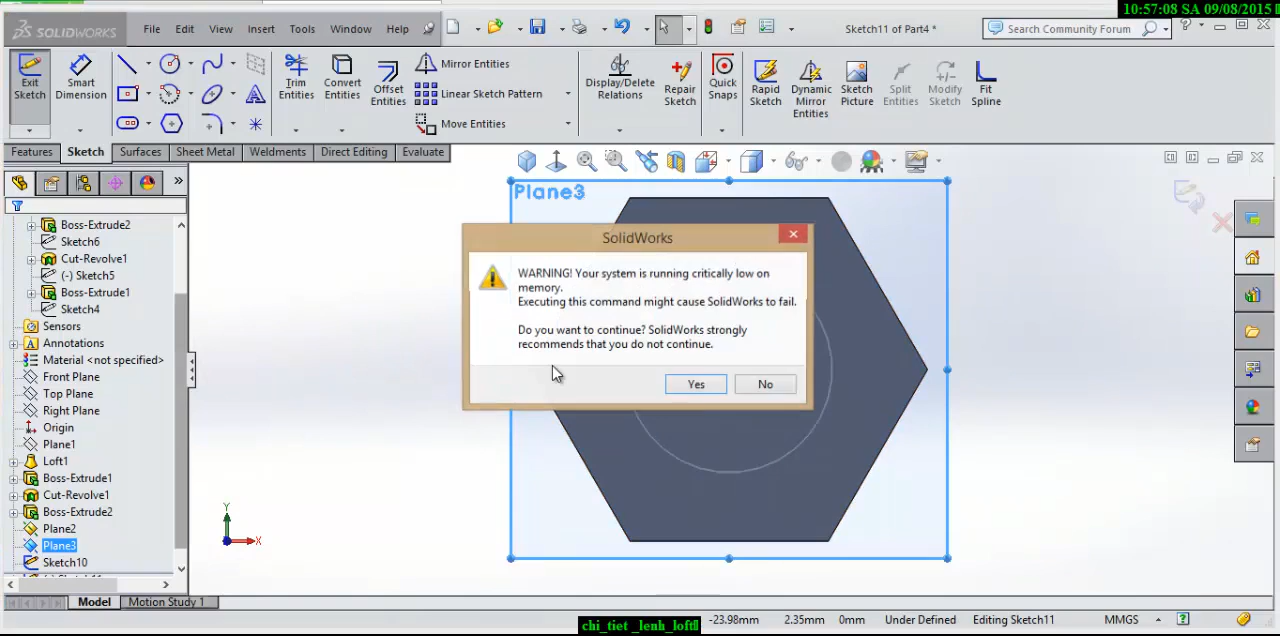 10:57:08 SA 09/08/2015
SOLIDWORKS
File Edit View Insert Tools Window Help
Sketch11 of Part4 *
Search Community Forum
Exit Sketch
Smart Dimension
Trim Entities
Convert Entities
Offset Entities
Mirror Entities
Linear Sketch Pattern
Move Entities
Display/Delete Relations
Repair Sketch
Quick Snaps
Rapid Sketch
Dynamic Mirror Entities
Sketch Picture
Split Entities
Modify Sketch
Fit Spline
Features Sketch Surfaces Sheet Metal Weldments Direct Editing Evaluate
Boss-Extrude2
Sketch6
Cut-Revolve1
(-) Sketch5
Boss-Extrude1
Sketch4
Sensors
Annotations
Material <not specified>
Front Plane
Top Plane
Right Plane
Origin
Plane1
Loft1
Boss-Extrude1
Cut-Revolve1
Boss-Extrude2
Plane2
Plane3
Sketch10
Plane3
SolidWorks
WARNING! Your system is running critically low on
memory.
Executing this command might cause SolidWorks to fail.
Do you want to continue? SolidWorks strongly
recommends that you do not continue.
Yes No
Y
X
Model Motion Study 1
chi_tiet _lenh_loft
-23.98mm 2.35mm 0mm Under Defined Editing Sketch11 MMGS